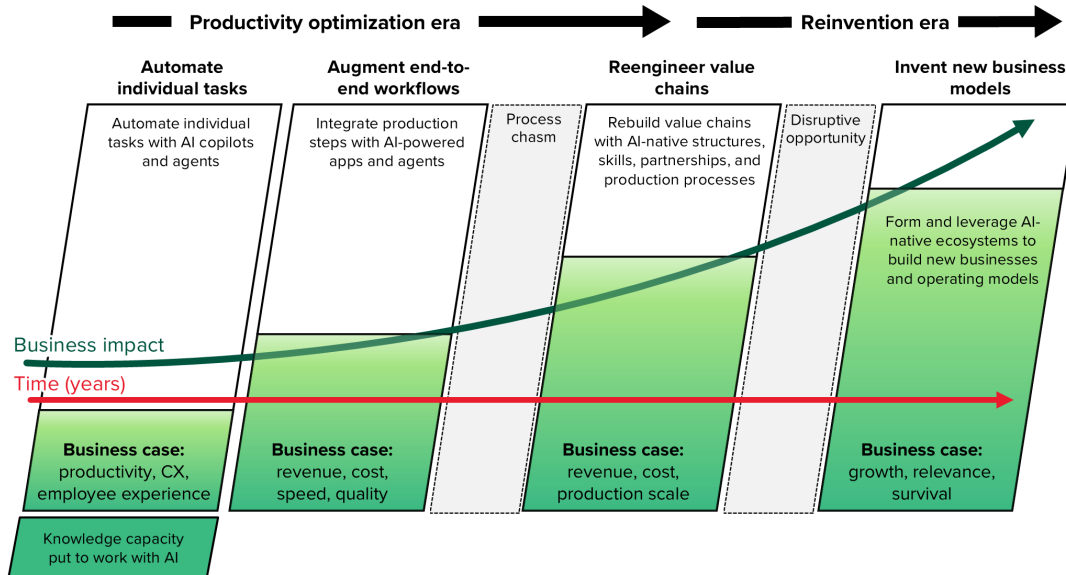 Productivity optimization era
Reinvention era
Automate
individual tasks
Augment end-to-
end workflows
Reengineer value
chains
Invent new business
models
Automate individual
tasks with AI copilots
and agents
Integrate production
steps with AI-powered
apps and agents
Process
chasm
Rebuild value chains
with AI-native structures,
skills, partnerships, and
production processes
Disruptive
opportunity
Form and leverage AI-
native ecosystems to
build new businesses
and operating models
Business impact
Time (years)
Business case:
productivity, CX,
employee experience
Business case:
revenue, cost,
speed, quality
Business case:
revenue, cost,
production scale
Business case:
growth, relevance,
survival
Knowledge capacity
put to work with AI